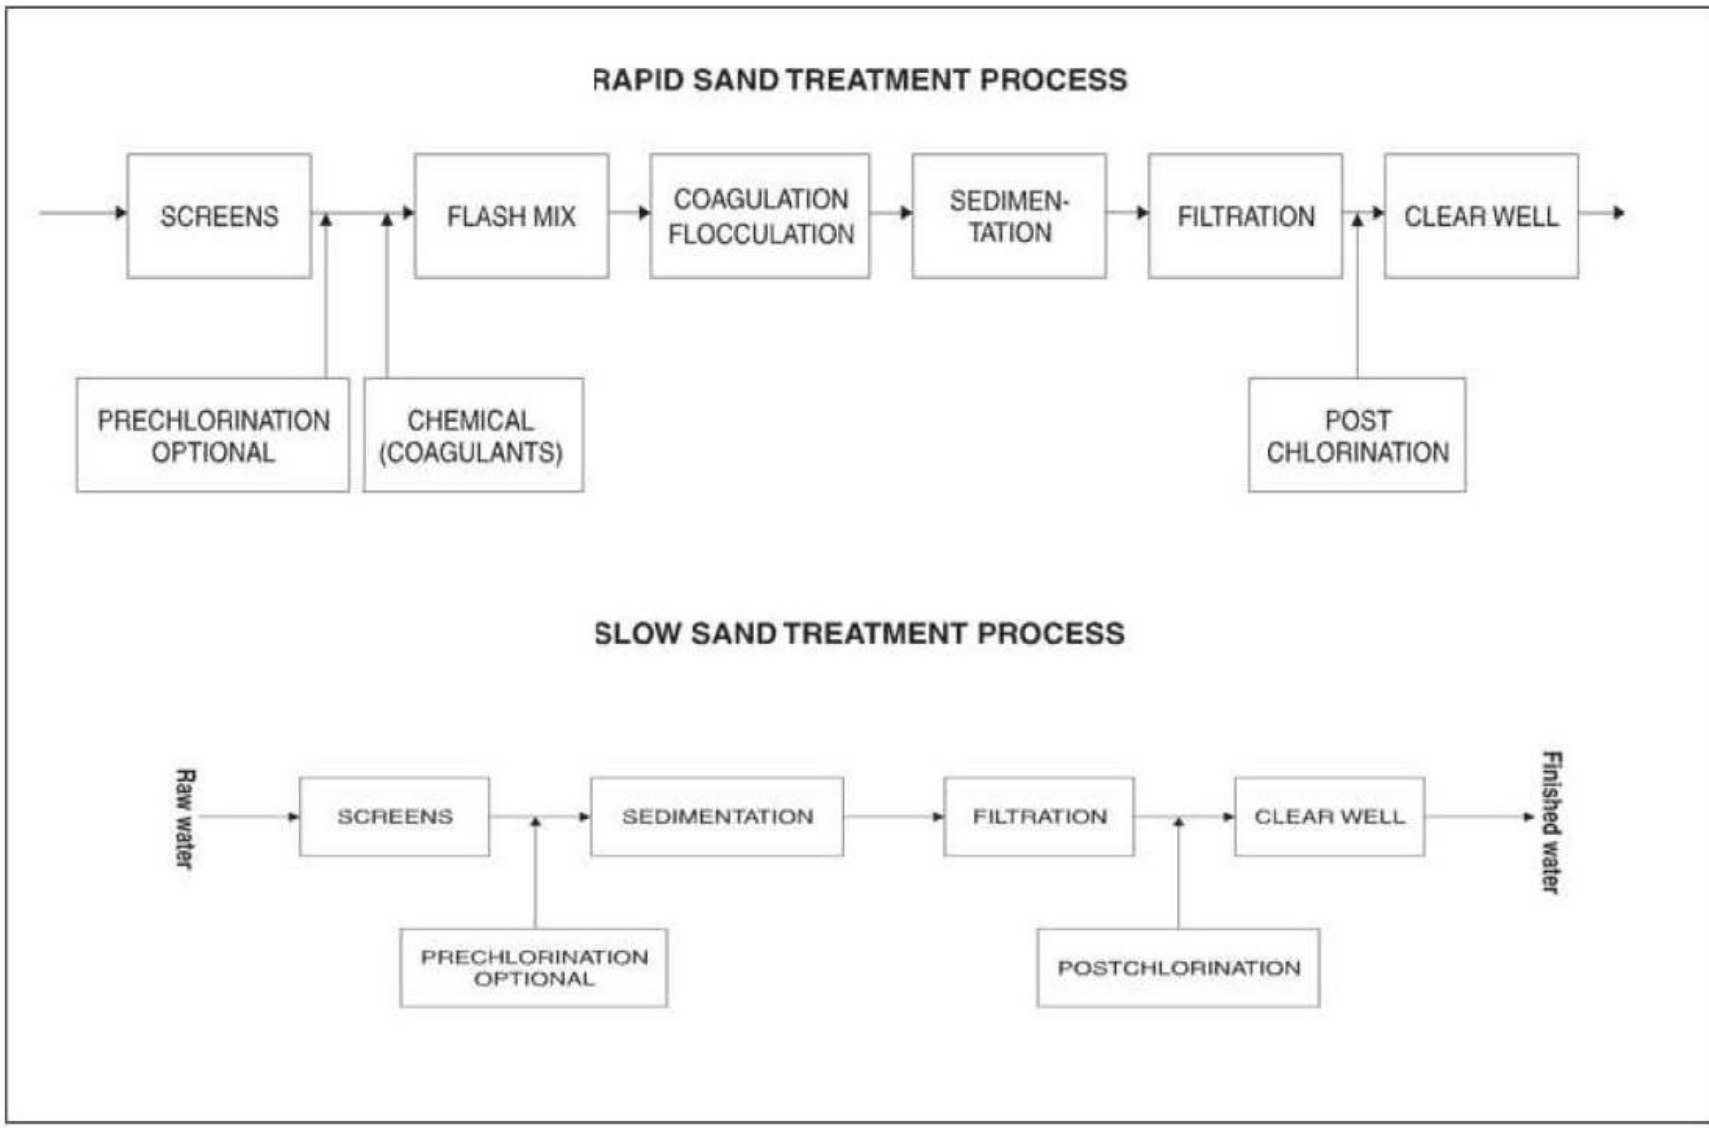 RAPID SAND TREATMENT PROCESS
SCREENS
FLASH MIX
COAGULATION
FLOCCULATION
SEDIMEN-
TATION
FILTRATION
CLEAR WELL
PRECHLORINATION
OPTIONAL
CHEMICAL
(COAGULANTS)
POST
CHLORINATION
SLOW SAND TREATMENT PROCESS
Raw water
SCREENS
SEDIMENTATION
FILTRATION
CLEAR WELL
Finished water
PRECHLORINATION
OPTIONAL
POSTCHLORINATION